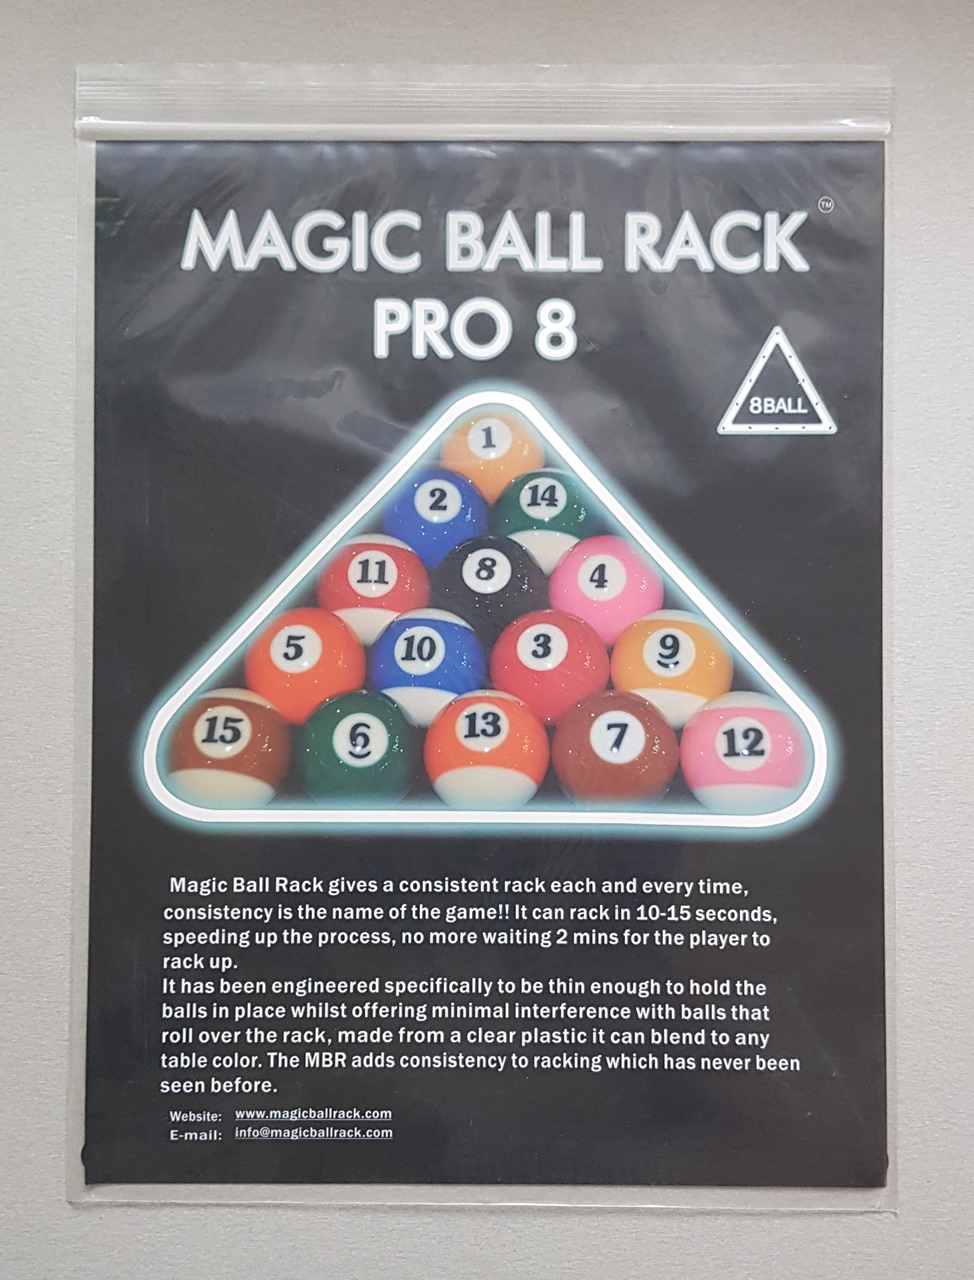 MAGIC BALL RACK ™
PRO 8
8BALL
1
2 14
11 8 4
5 10 3 9
15 6 13 7 12
Magic Ball Rack gives a consistent rack each and every time,
consistency is the name of the game!! It can rack in 10-15 seconds,
speeding up the process, no more waiting 2 mins for the player to
rack up.
It has been engineered specifically to be thin enough to hold the
balls in place whilst offering minimal interference with balls that
roll over the rack, made from a clear plastic it can blend to any
table color. The MBR adds consistency to racking which has never been
seen before.
Website: www.magicballrack.com
E-mail: info@magicballrack.com